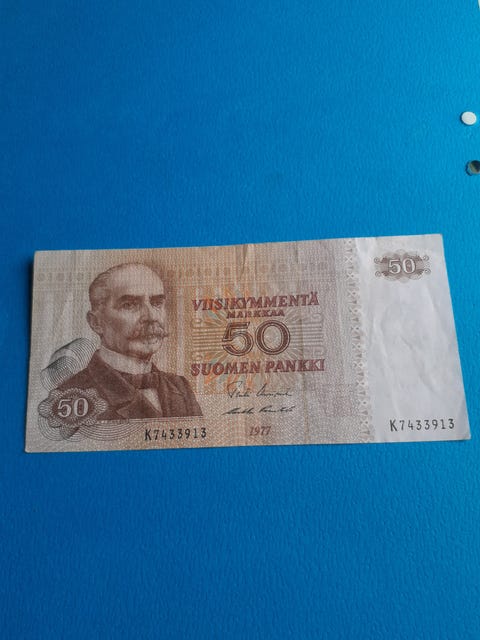 50
VIISIKYMMENTÄ
MARKKAA
50
SUOMEN PANKKI
50
K7433913
1977
K7433913